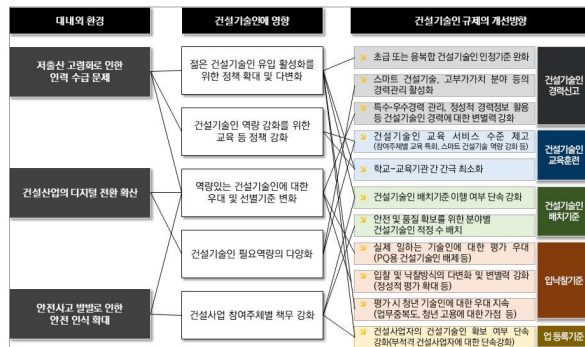 대내외 환경
건설기술인에 영향
건설기술인 규제의 개선방향
저출산 고령화로 인한
인력 수급 문제
건설산업의 디지털 전환 확산
안전사고 발발로 인한
안전 인식 확대
젊은 건설기술인 유입 활성화를
위한 정책 확대 및 다변화
건설기술인 역량 강화를 위한
교육 등 정책 강화
역량있는 건설기술인에 대한
우대 및 선별기준 변화
건설기술인 필요역량의 다양화
건설사업 참여주체별 책무 강화
초급 또는 융복합 건설기술인 인정기준 완화
스마트 건설기술, 고부가가치 분야 등의
경력관리 활성화
특수·우수경력 관리, 정성적 경력정보 활용
등 건설기술인 경력에 대한 변별력 강화
건설기술인
경력신고
건설기술인 교육 서비스 수준 제고
(참여주체별 교육 특화, 스마트 건설기술 역량 강화 등)
학교-교육기관 간 간극 최소화
건설기술인
교육훈련
건설기술인 배치기준 이행 여부 단속 강화
안전 및 품질 확보를 위한 분야별
건설기술인 적정 수 배치
건설기술인
배치기준
실제 일하는 기술인에 대한 평가 우대
(PQ용 건설기술인 배제 등)
입찰 및 낙찰방식의 다변화 및 변별력 강화
(정성적 평가 확대 등)
평가 시 청년 기술인에 대한 우대 지속
(업무중복도, 청년 고용에 대한 가점 등)
입낙찰기준
건설사업자의 건설기술인 확보 여부 단속
강화(부적격 건설사업자에 대한 단속강화)
업 등록기준